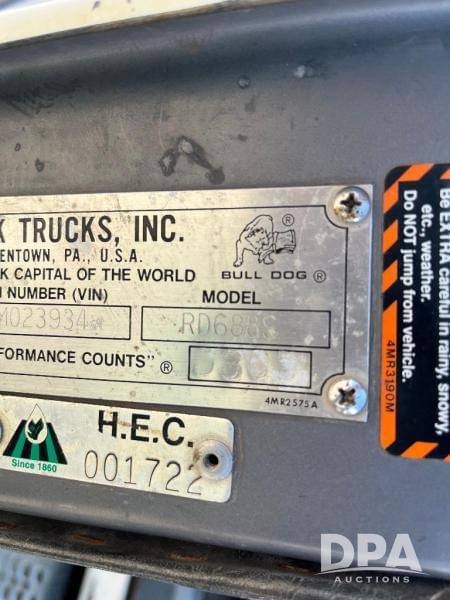 K TRUCKS, INC.
ENTOWN, PA., U.S.A.
K CAPITAL OF THE WORLD
BULL DOG ®
N NUMBER (VIN)
MODEL
M023934
RD688S
FORMANCE COUNTS" ®
4MR2575A
H.E.C.
Since 1860
001722
Be EXTRA careful in rainy, snowy,
etc., weather.
Do NOT jump from vehicle.
4MR3190M
DPA
AUCTIONS